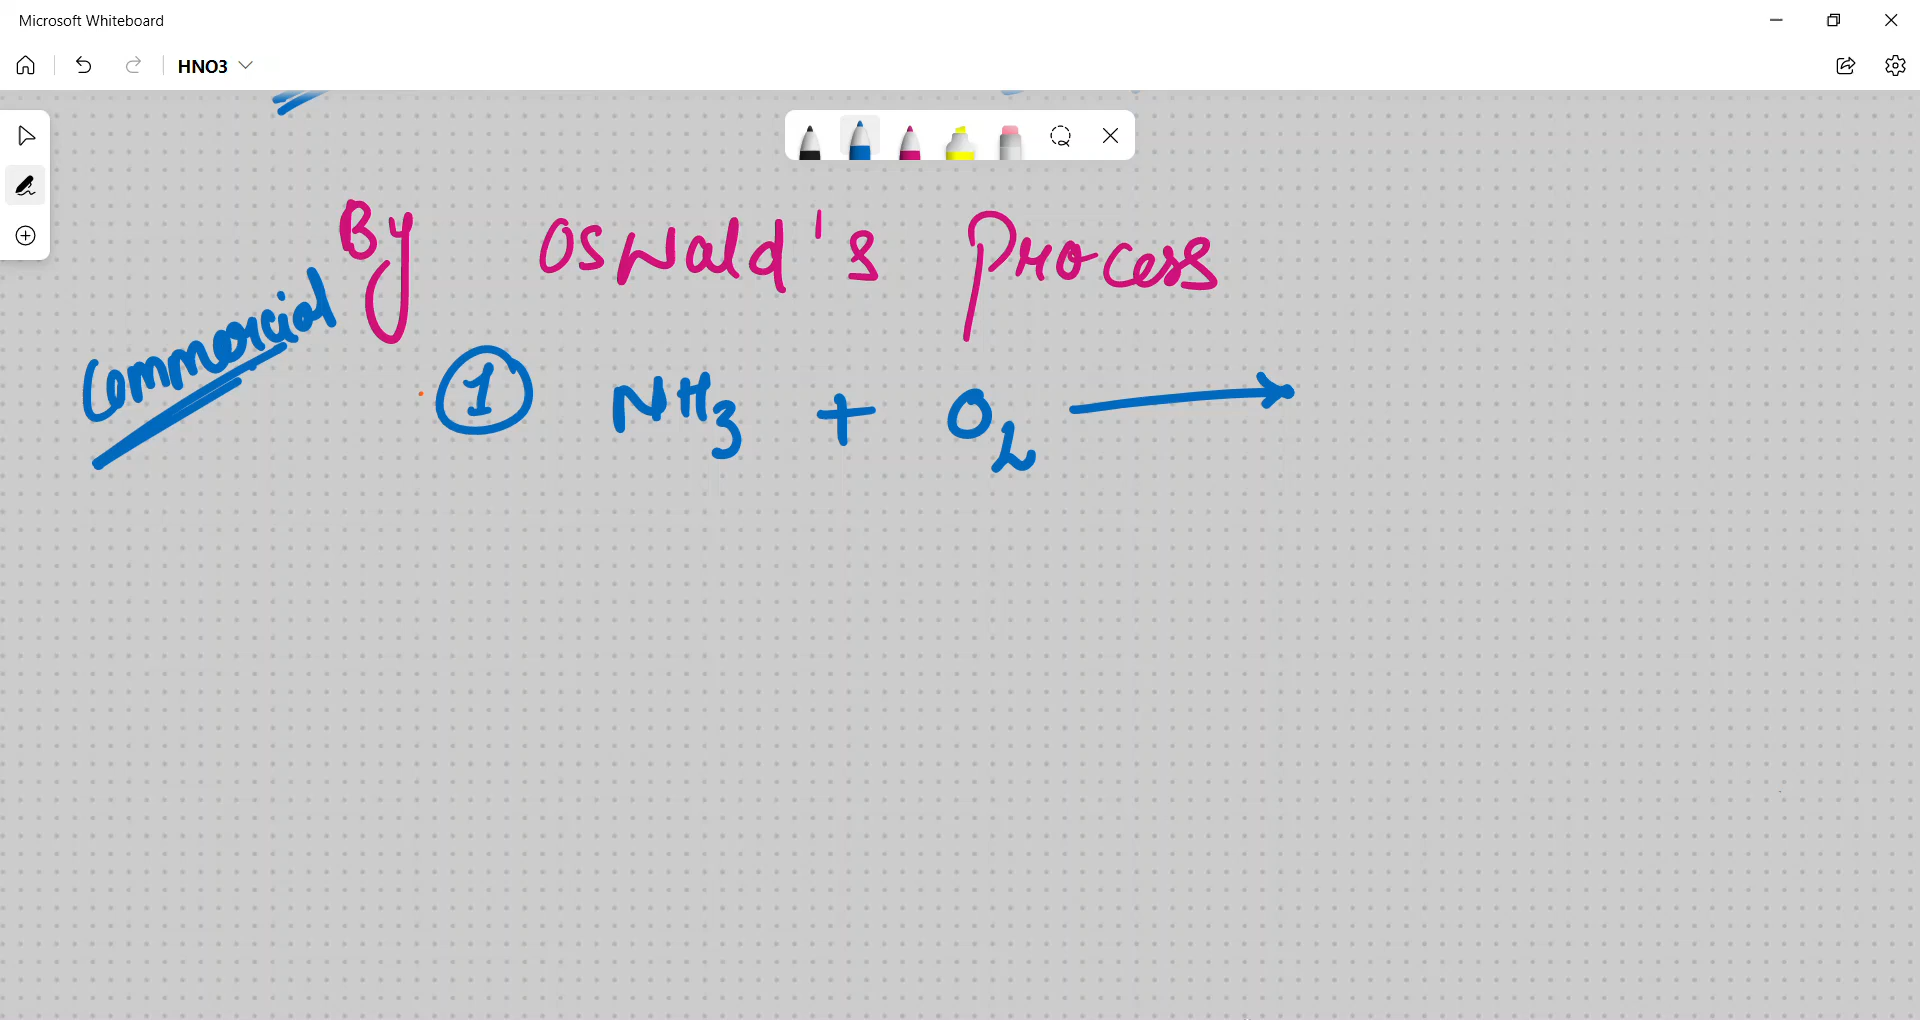 Microsoft Whiteboard
HNO3
By Oswald's Process
Commercial
1 NH3 + O2 ⟶